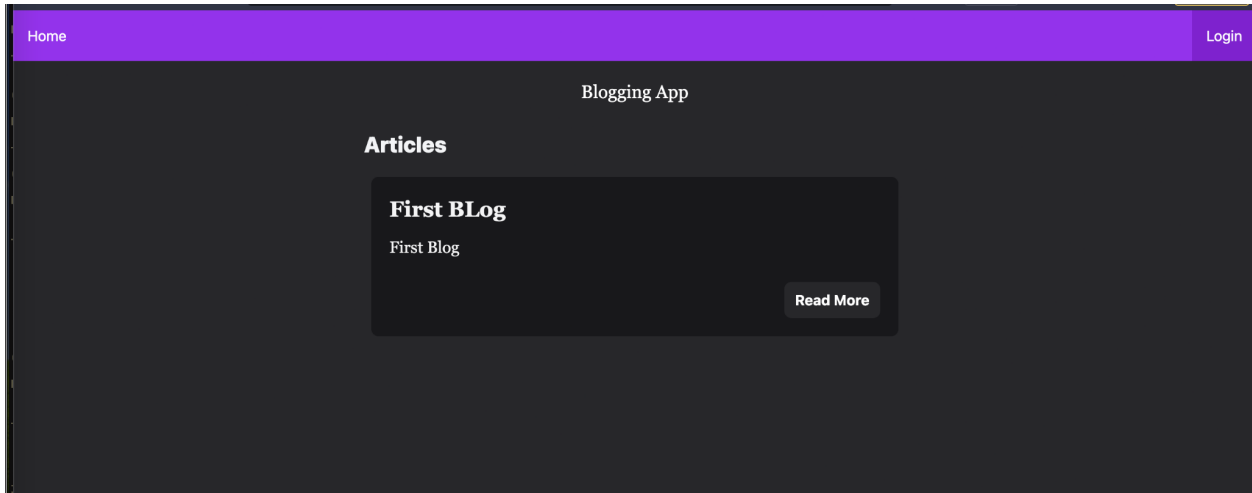 Home
Login
Blogging App
Articles
First BLog
First Blog
Read More